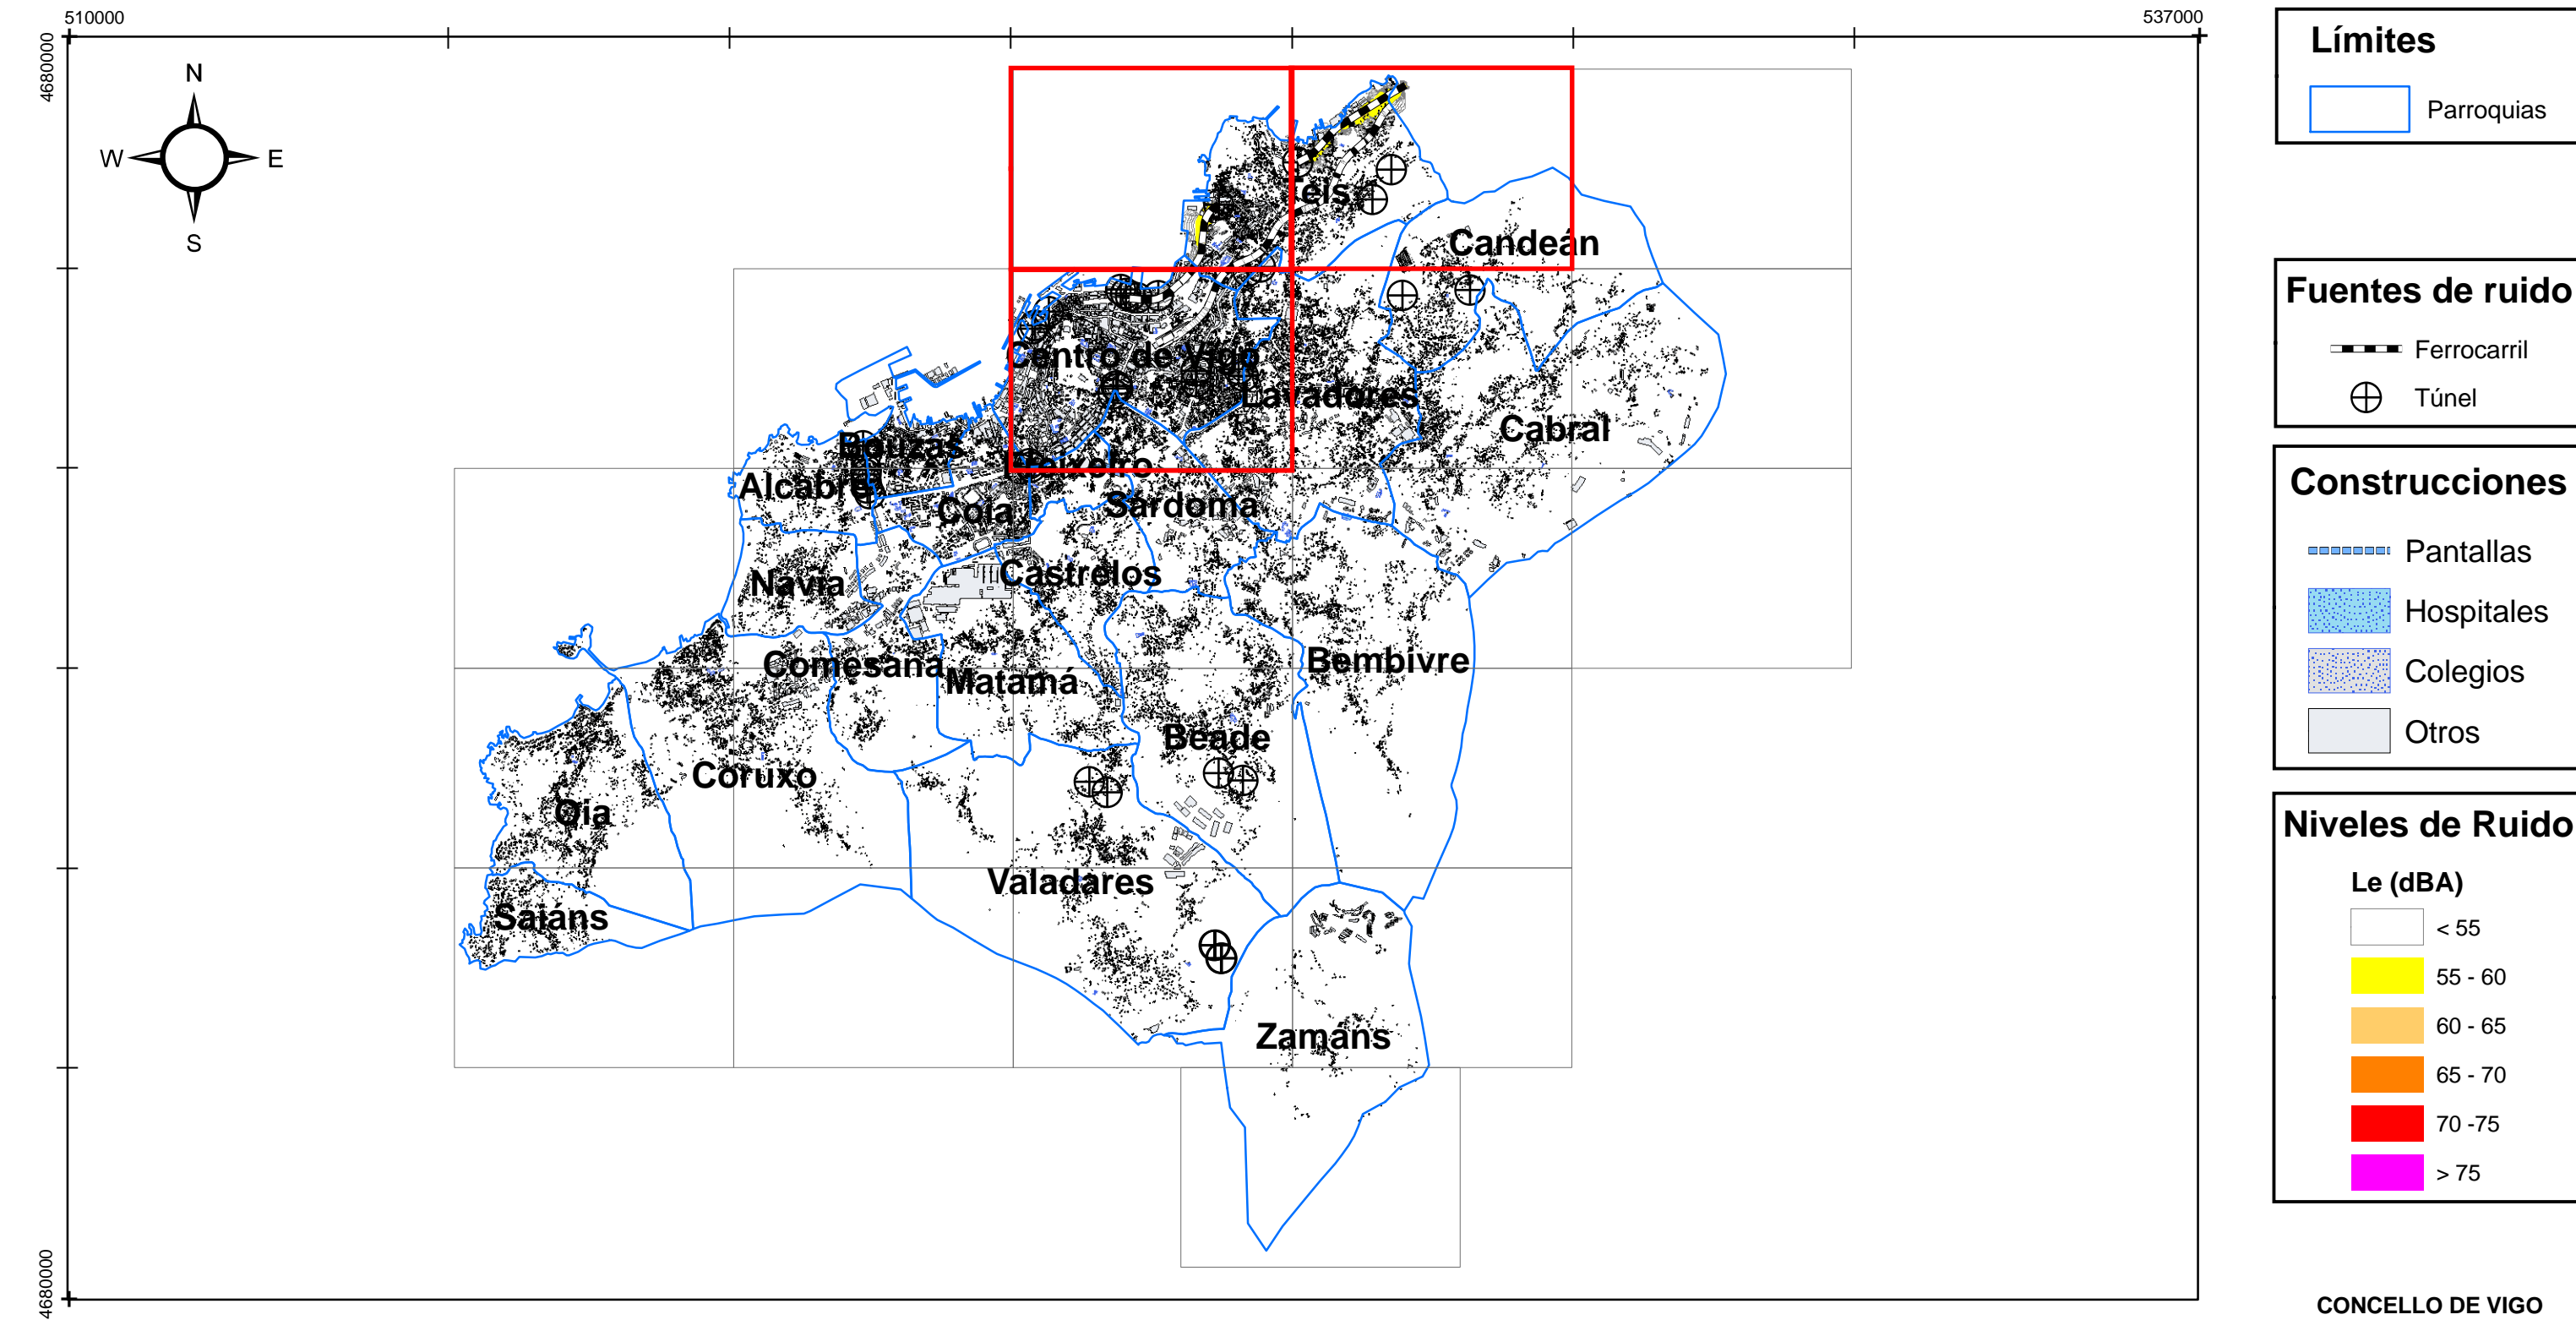 510000
537000
4680000
N
W
E
S
Teis
Candeán
Centro de Vigo
Lavadores
Cabral
Bouzas
Alcabre
Coia
Sardoma
Navia
Castrelos
Comesaña
Matamá
Bembivre
Beade
Coruxo
Oia
Valadares
Saiáns
Zamáns
4680000
Límites
Parroquias
Fuentes de ruido
Ferrocarril
Túnel
Construcciones
Pantallas
Hospitales
Colegios
Otros
Niveles de Ruido
Le (dBA)
< 55
55 - 60
60 - 65
65 - 70
70 -75
> 75
CONCELLO DE VIGO